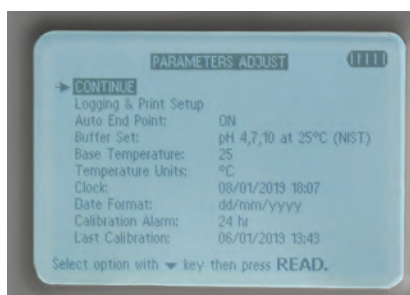 PARAMETERS ADJUST
CONTINUE
Logging & Print Setup
Auto End Point: ON
Buffer Set: pH 4,7,10 at 25°C (NIST)
Base Temperature: 25
Temperature Units: °C
Clock: 08/01/2019 18:07
Date Format: dd/mm/yyyy
Calibration Alarm: 24 hr
Last Calibration: 06/01/2019 13:43
Select option with key then press READ.